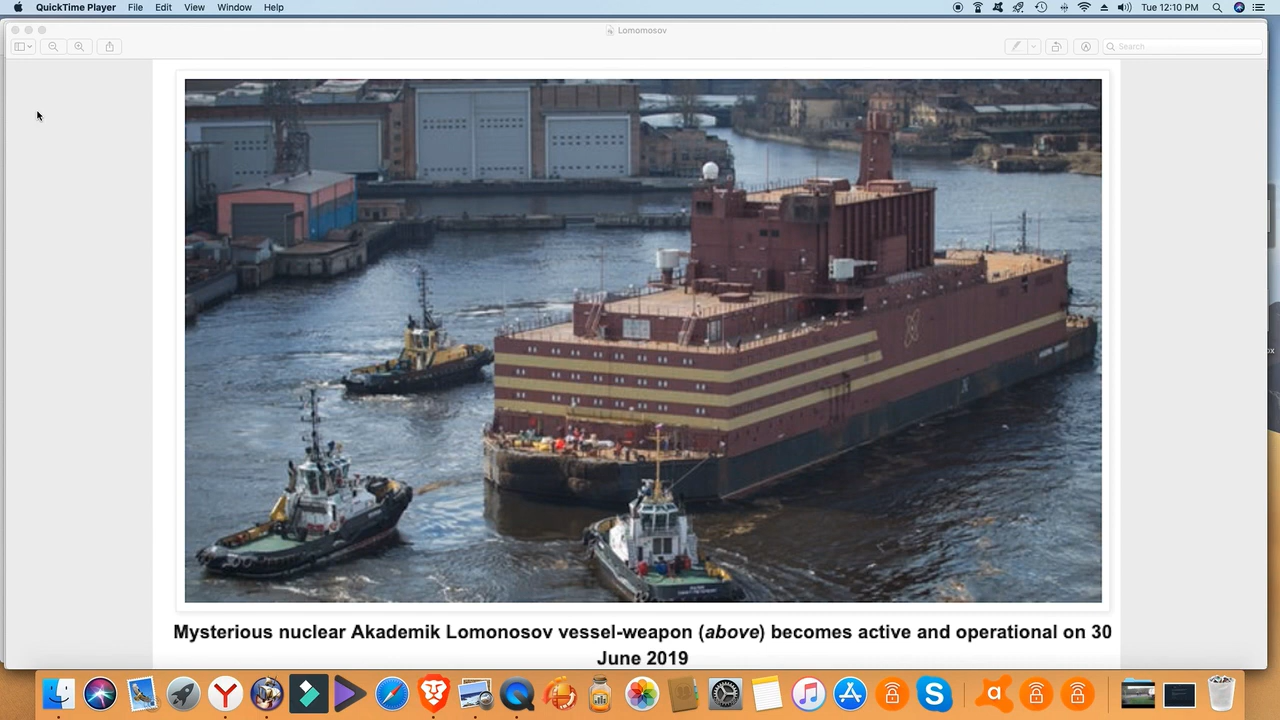 QuickTime Player File Edit View Window Help Tue 12:10 PM
Lomomosov
Search
Mysterious nuclear Akademik Lomonosov vessel-weapon (above) becomes active and operational on 30
June 2019